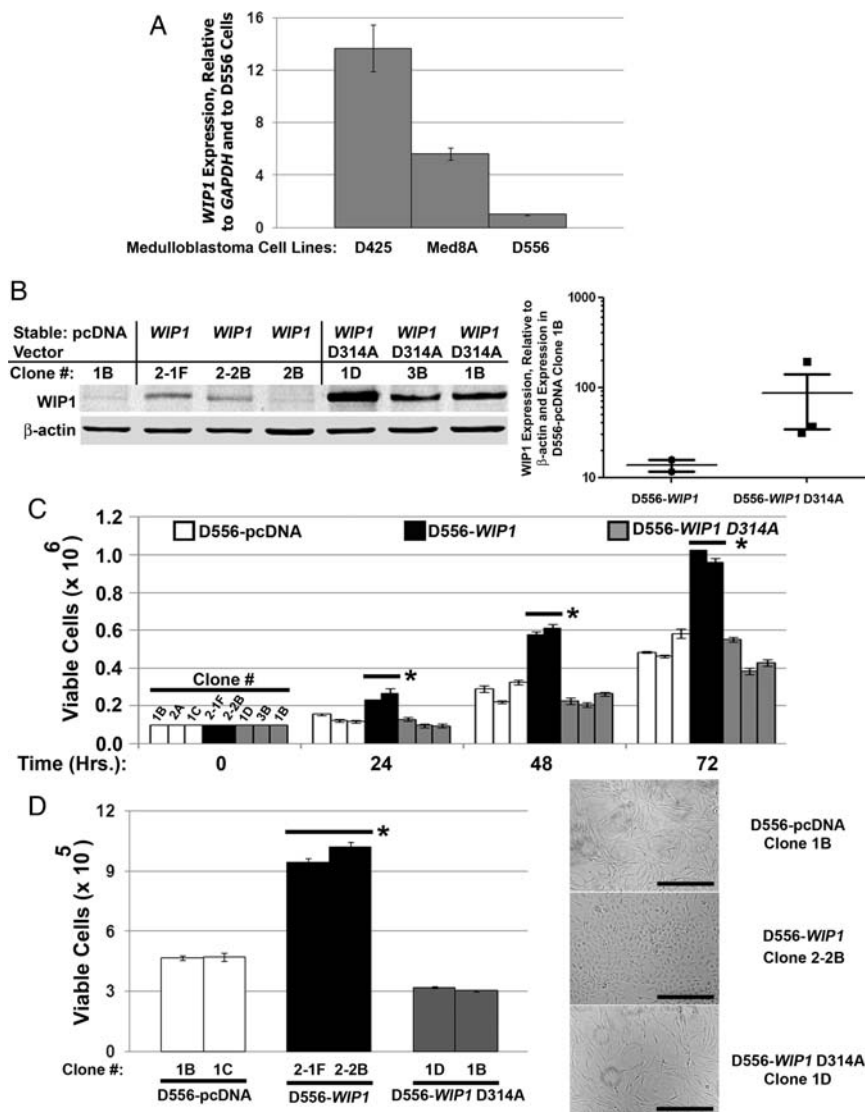 A
WIP1 Expression, Relative
to GAPDH and to D556 Cells
16
12
8
4
0
Medulloblastoma Cell Lines: D425 Med8A D556
B
Stable: pcDNA WIP1 WIP1 WIP1 WIP1 WIP1 WIP1
Vector D314A D314A D314A
Clone #: 1B 2-1F 2-2B 2B 1D 3B 1B
WIP1
β-actin
WIP1 Expression, Relative to
β-actin and Expression in
D556-pcDNA Clone 1B
1000
100
10
D556-WIP1 D556-WIP1 D314A
C
Viable Cells (x 10^6)
1.2
1.0
0.8
0.6
0.4
0.2
0.0
D556-pcDNA D556-WIP1 D556-WIP1 D314A
* * *
Clone #
1B 2A 1C 2-1F 2-2B 1D 3B 1B
Time (Hrs.): 0 24 48 72
D
Viable Cells (x 10^5)
12
9
6
3
0
*
Clone #: 1B 1C 2-1F 2-2B 1D 1B
D556-pcDNA D556-WIP1 D556-WIP1 D314A
D556-pcDNA
Clone 1B
D556-WIP1
Clone 2-2B
D556-WIP1 D314A
Clone 1D